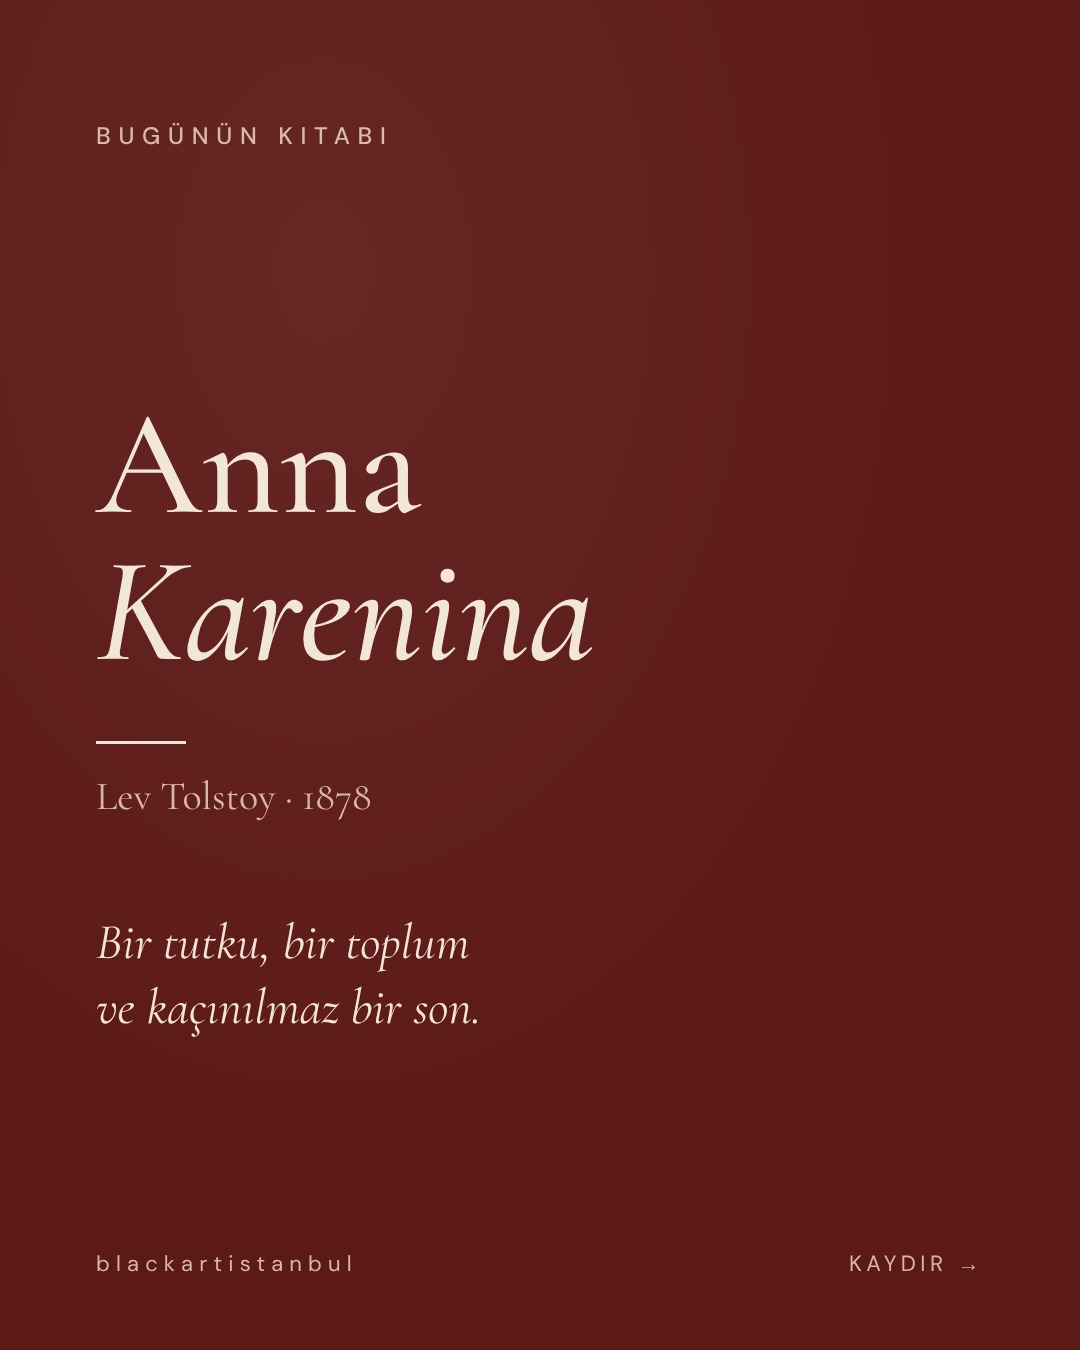 BUGÜNÜN KITABI
Anna
Karenina
Lev Tolstoy · 1878
Bir tutku, bir toplum
ve kaçınılmaz bir son.
blackartistanbul
KAYDIR →